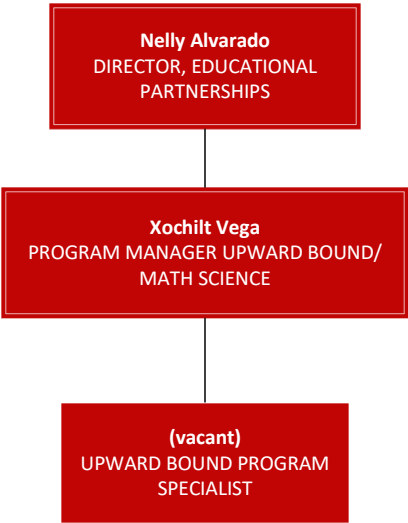 Nelly Alvarado
DIRECTOR, EDUCATIONAL
PARTNERSHIPS
Xochilt Vega
PROGRAM MANAGER UPWARD BOUND/
MATH SCIENCE
(vacant)
UPWARD BOUND PROGRAM
SPECIALIST